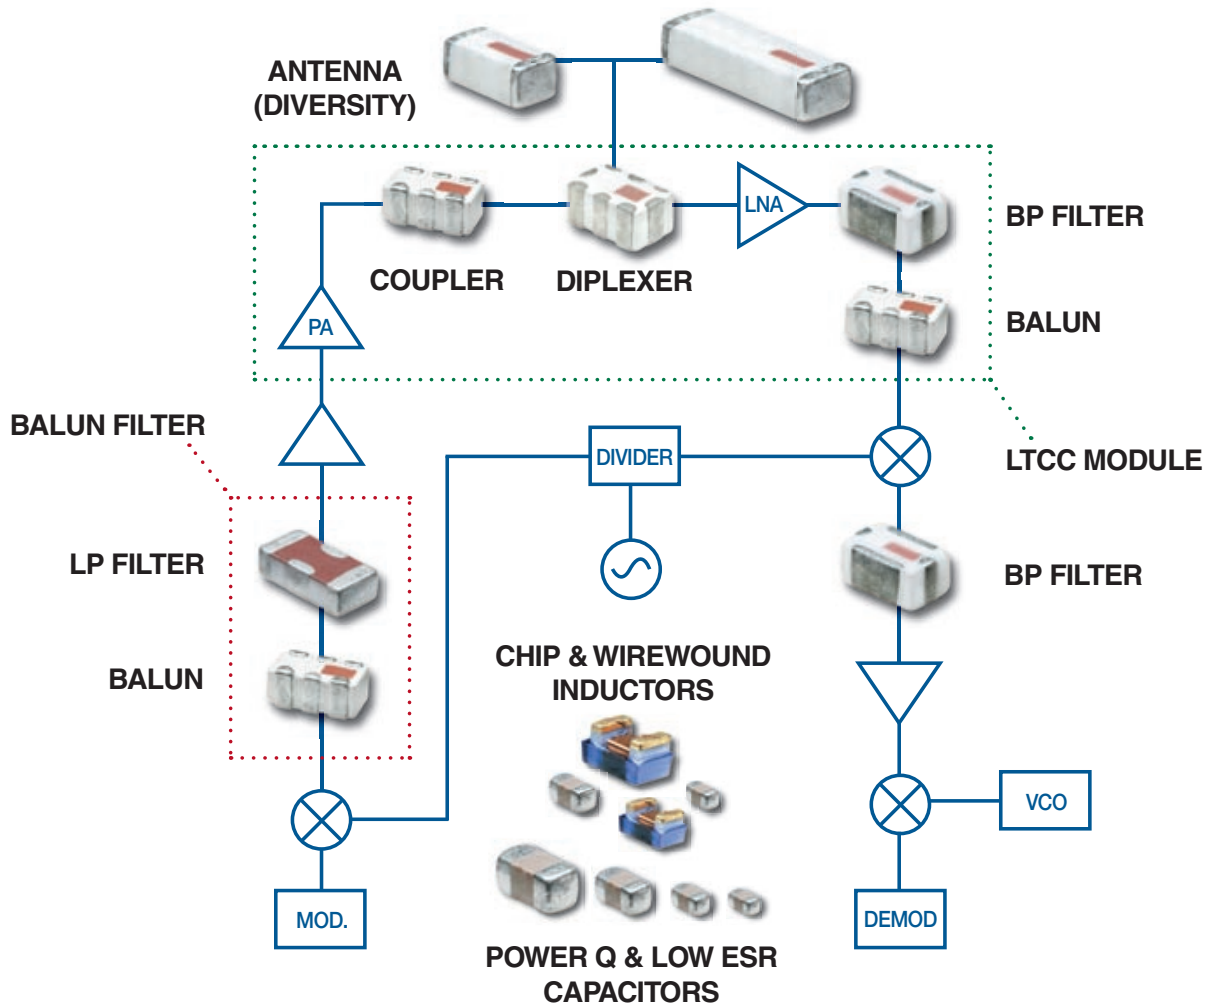 ANTENNA
(DIVERSITY)
LNA
BP FILTER
COUPLER
DIPLEXER
PA
BALUN
BALUN FILTER
DIVIDER
LTCC MODULE
LP FILTER
BP FILTER
CHIP & WIREWOUND
INDUCTORS
BALUN
VCO
MOD.
DEMOD
POWER Q & LOW ESR
CAPACITORS